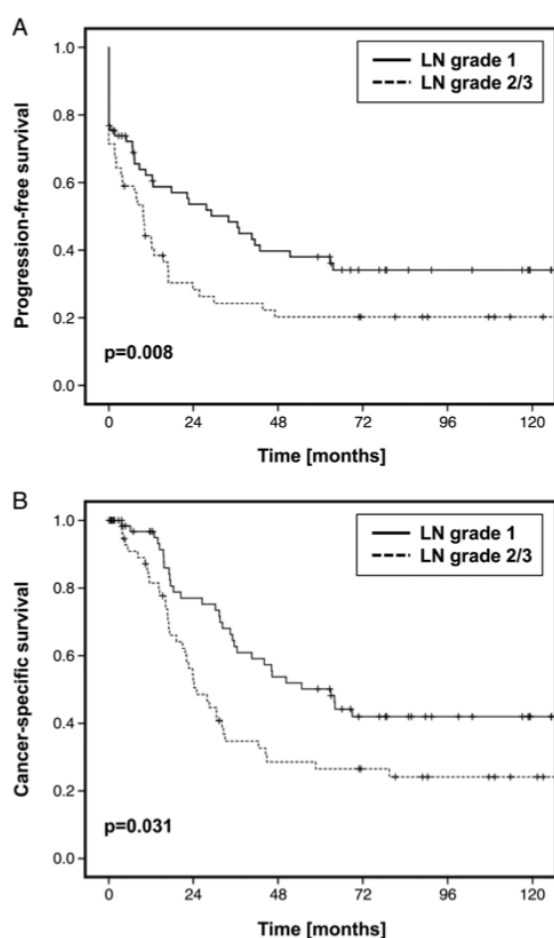 A
1.0
0.8
0.6
0.4
0.2
0.0
Progression-free survival
LN grade 1
LN grade 2/3
p=0.008
0 24 48 72 96 120
Time [months]
B
1.0
0.8
0.6
0.4
0.2
0.0
Cancer-specific survival
LN grade 1
LN grade 2/3
p=0.031
0 24 48 72 96 120
Time [months]